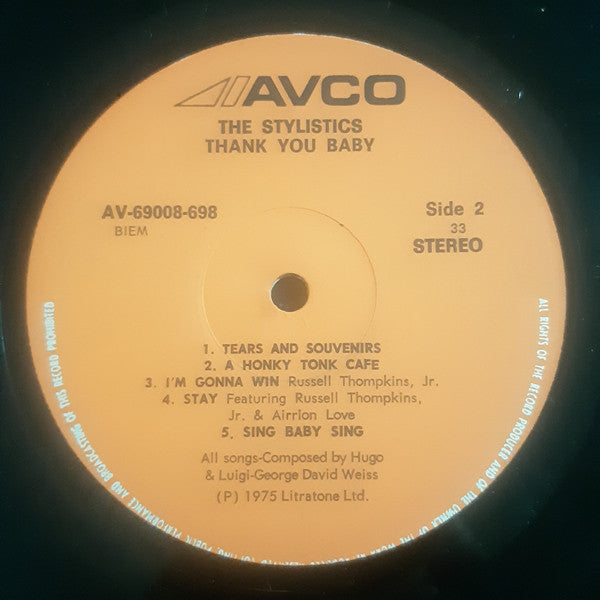 AVCO
THE STYLISTICS
THANK YOU BABY
AV-69008-698
BIEM
Side 2
33
STEREO
1. TEARS AND SOUVENIRS
2. A HONKY TONK CAFE
3. I'M GONNA WIN Russell Thompkins, Jr.
4. STAY Featuring Russell Thompkins,
Jr. & Airrion Love
5. SING BABY SING
All songs-Composed by Hugo
& Luigi-George David Weiss
(P) 1975 Litratone Ltd.
ALL RIGHTS OF THE RECORD PRODUCER AND OF THE OWNER OF THE WORK PUBLIC PERFORMANCE AND BROADCASTING OF THIS RECORD PROHIBITED